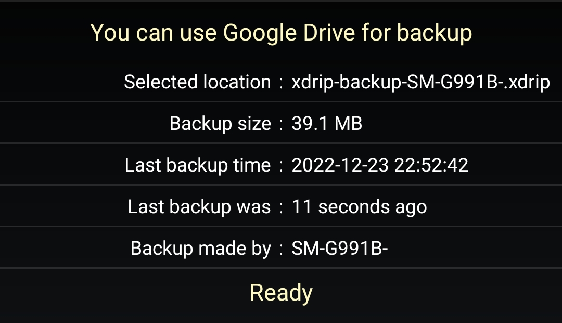 You can use Google Drive for backup
Selected location : xdrip-backup-SM-G991B-.xdrip
Backup size : 39.1 MB
Last backup time : 2022-12-23 22:52:42
Last backup was : 11 seconds ago
Backup made by : SM-G991B-
Ready